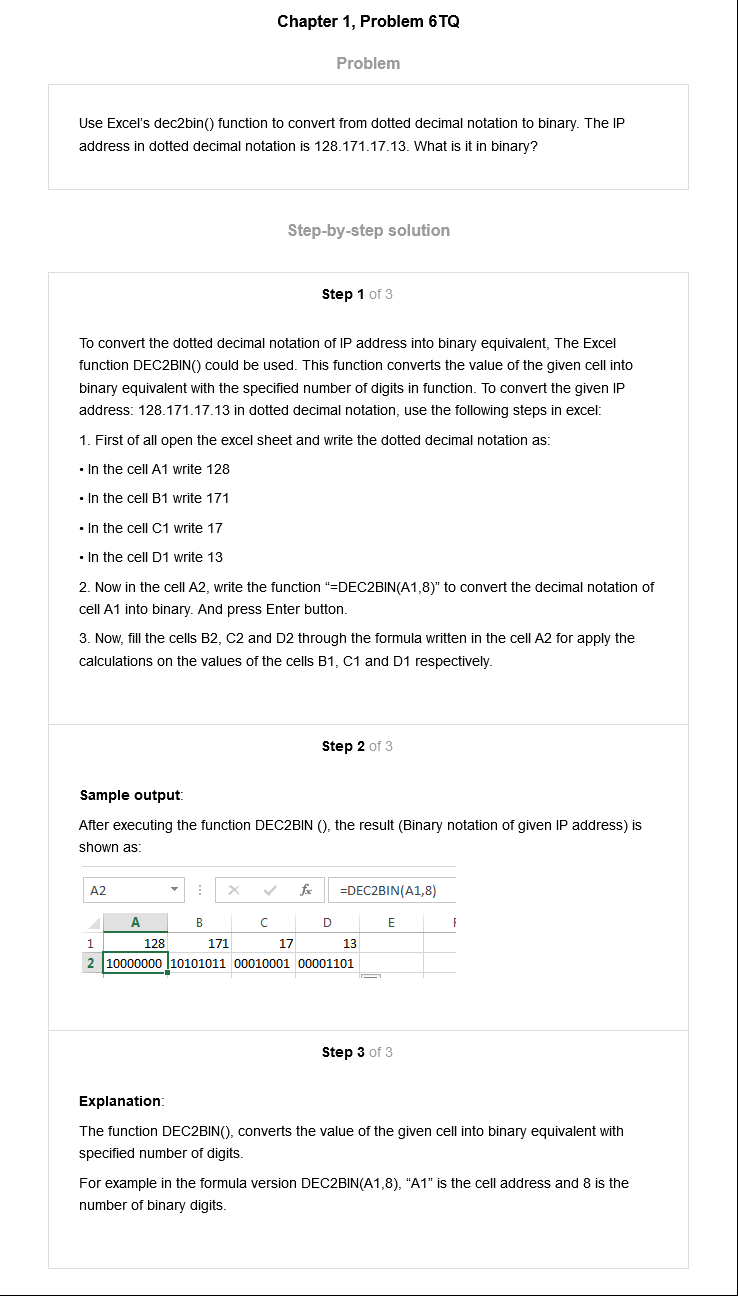 Chapter 1, Problem 6TQ
Problem
Use Excel's dec2bin() function to convert from dotted decimal notation to binary. The IP
address in dotted decimal notation is 128.171.17.13. What is it in binary?
Step-by-step solution
Step 1 of 3
To convert the dotted decimal notation of IP address into binary equivalent, The Excel
function DEC2BIN() could be used. This function converts the value of the given cell into
binary equivalent with the specified number of digits in function. To convert the given IP
address: 128.171.17.13 in dotted decimal notation, use the following steps in excel:
1. First of all open the excel sheet and write the dotted decimal notation as:
• In the cell A1 write 128
• In the cell B1 write 171
• In the cell C1 write 17
• In the cell D1 write 13
2. Now in the cell A2, write the function “=DEC2BIN(A1,8)” to convert the decimal notation of
cell A1 into binary. And press Enter button.
3. Now, fill the cells B2, C2 and D2 through the formula written in the cell A2 for apply the
calculations on the values of the cells B1, C1 and D1 respectively.
Step 2 of 3
Sample output:
After executing the function DEC2BIN (), the result (Binary notation of given IP address) is
shown as:
A2 fx =DEC2BIN(A1,8)
A B C D E F
1 128 171 17 13
2 10000000 10101011 00010001 00001101
Step 3 of 3
Explanation:
The function DEC2BIN(), converts the value of the given cell into binary equivalent with
specified number of digits.
For example in the formula version DEC2BIN(A1,8), “A1” is the cell address and 8 is the
number of binary digits.